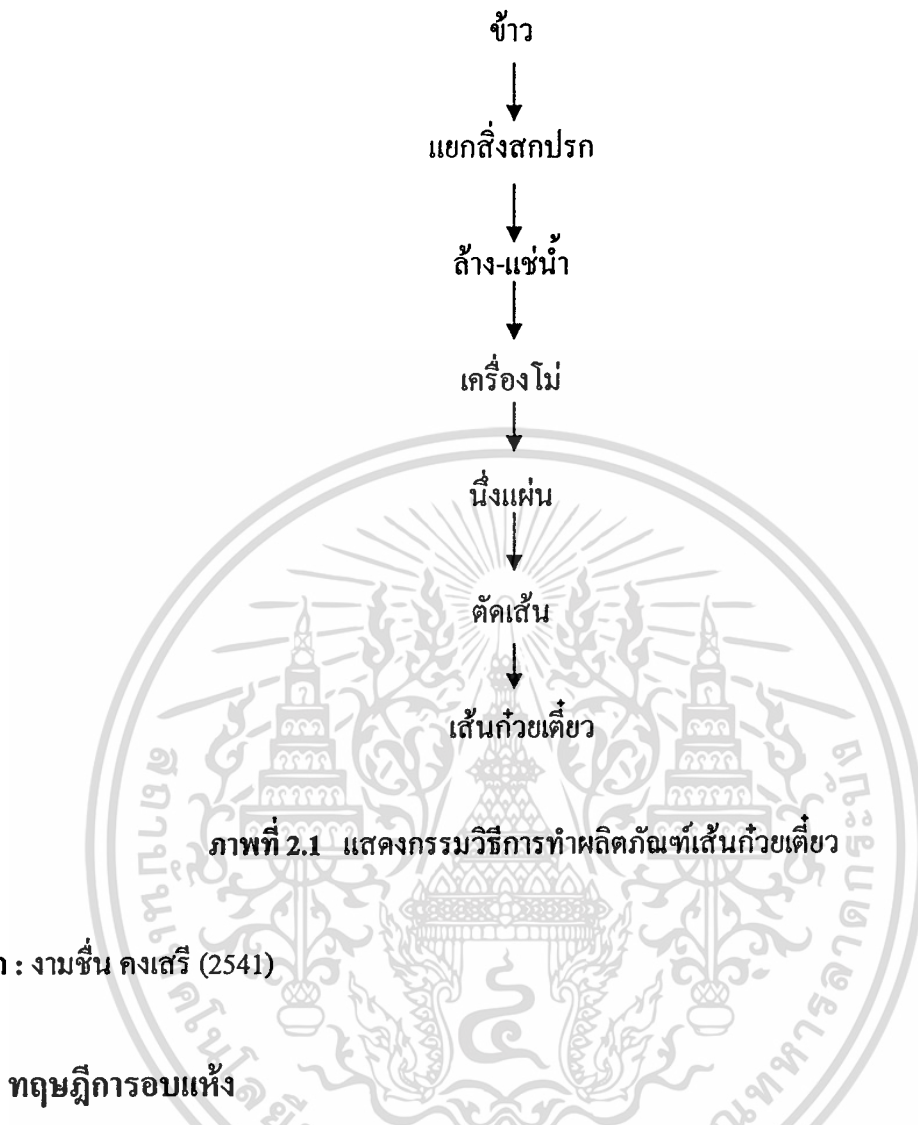 ข้าว
แยกสิ่งสกปรก
ล้าง-แช่น้ำ
เครื่องโม่
นึ่งแผ่น
ตัดเส้น
เส้นก๋วยเตี๋ยว
ภาพที่ 2.1 แสดงกรรมวิธีการทำผลิตภัณฑ์เส้นก๋วยเตี๋ยว
: งามชื่น คงเสรี (2541)
ทฤษฎีการอบแห้ง